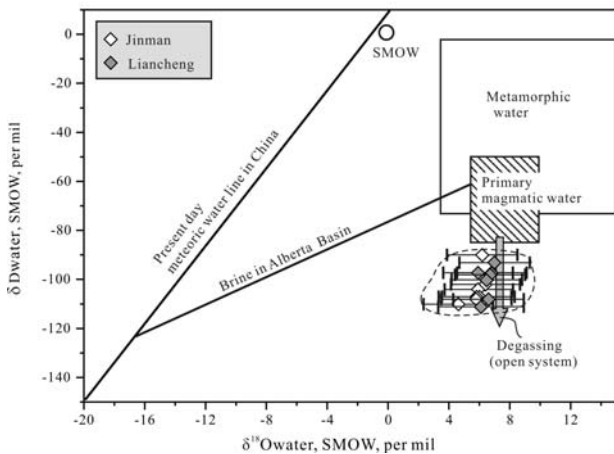 Jinman
Liancheng
SMOW
Metamorphic
water
Primary
magmatic water
Present day
meteoric water line in China
Brine in Alberta Basin
Degassing
(open system)
0
-20
-40
-60
-80
-100
-120
-140
δ Dwater, SMOW, per mil
-20
-16
-12
-8
-4
0
4
8
12
δ¹⁸Owater, SMOW, per mil